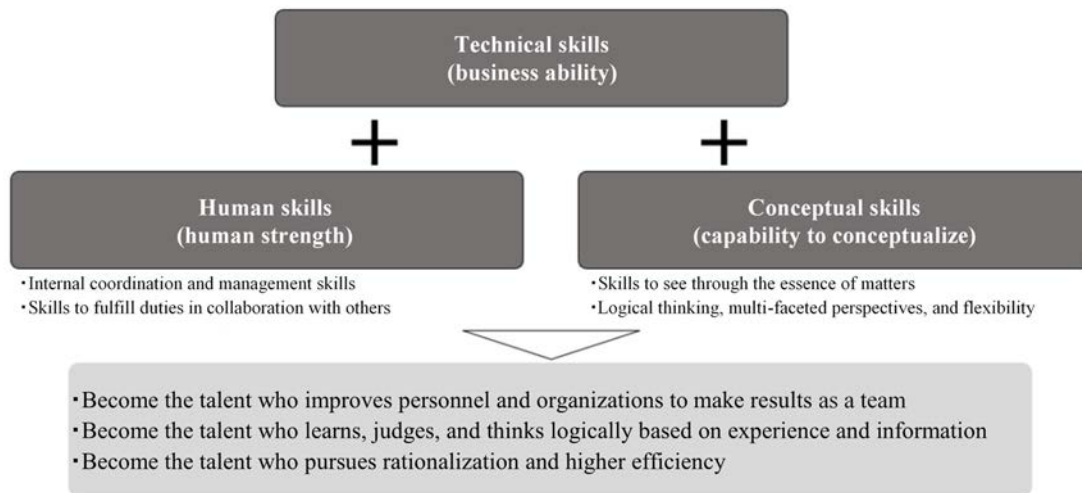 Technical skills
(business ability)
+
+
Human skills
(human strength)
・Internal coordination and management skills
・Skills to fulfill duties in collaboration with others
Conceptual skills
(capability to conceptualize)
・Skills to see through the essence of matters
・Logical thinking, multi-faceted perspectives, and flexibility
・Become the talent who improves personnel and organizations to make results as a team
・Become the talent who learns, judges, and thinks logically based on experience and information
・Become the talent who pursues rationalization and higher efficiency